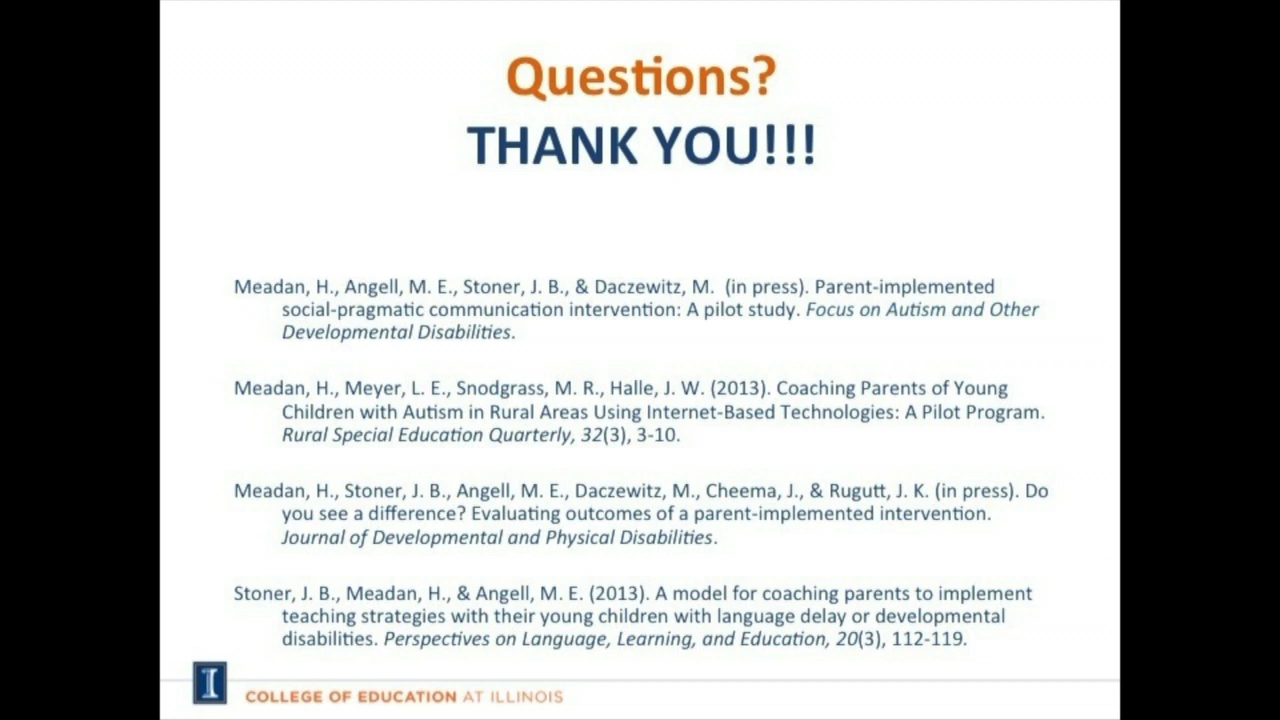 Questions?
THANK YOU!!!
Meadan, H., Angell, M. E., Stoner, J. B., & Daczewitz, M. (in press). Parent-implemented
social-pragmatic communication intervention: A pilot study. Focus on Autism and Other
Developmental Disabilities.
Meadan, H., Meyer, L. E., Snodgrass, M. R., Halle, J. W. (2013). Coaching Parents of Young
Children with Autism in Rural Areas Using Internet-Based Technologies: A Pilot Program.
Rural Special Education Quarterly, 32(3), 3-10.
Meadan, H., Stoner, J. B., Angell, M. E., Daczewitz, M., Cheema, J., & Rugutt, J. K. (in press). Do
you see a difference? Evaluating outcomes of a parent-implemented intervention.
Journal of Developmental and Physical Disabilities.
Stoner, J. B., Meadan, H., & Angell, M. E. (2013). A model for coaching parents to implement
teaching strategies with their young children with language delay or developmental
disabilities. Perspectives on Language, Learning, and Education, 20(3), 112-119.
I
COLLEGE OF EDUCATION AT ILLINOIS